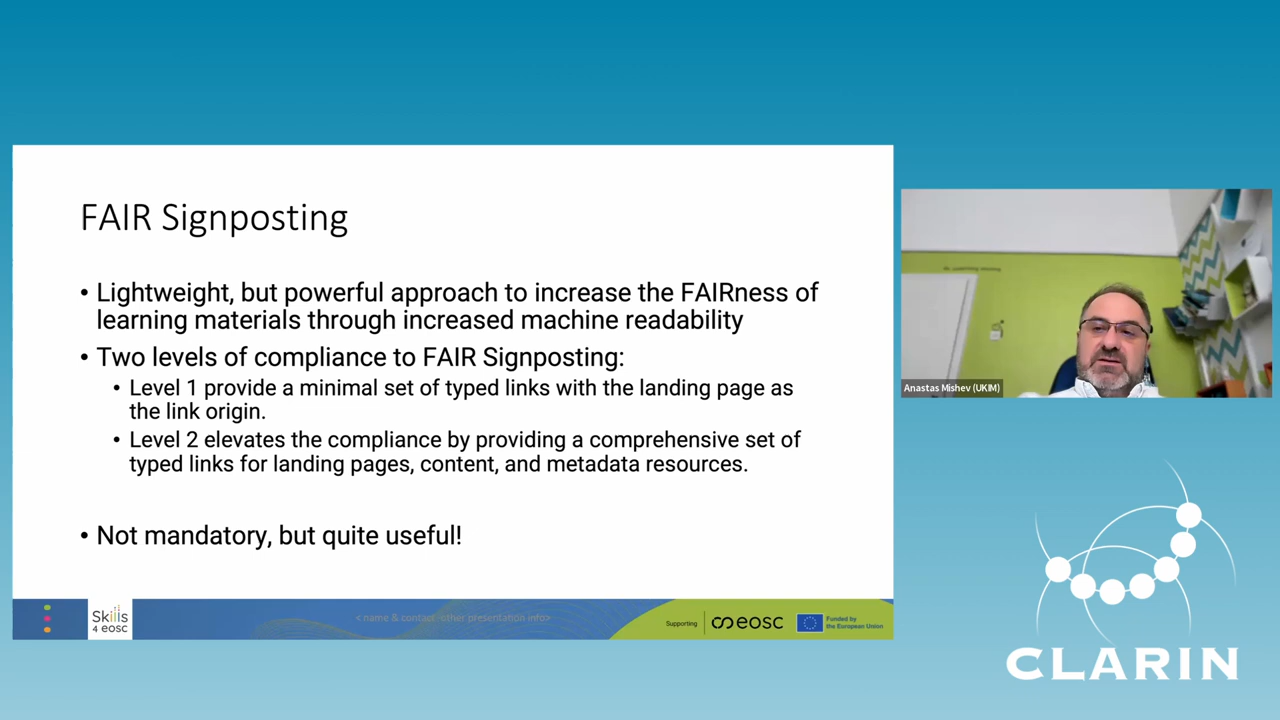 FAIR Signposting
• Lightweight, but powerful approach to increase the FAIRness of
learning materials through increased machine readability
• Two levels of compliance to FAIR Signposting:
• Level 1 provide a minimal set of typed links with the landing page as
the link origin.
• Level 2 elevates the compliance by providing a comprehensive set of
typed links for landing pages, content, and metadata resources.
• Not mandatory, but quite useful!
Skills
4 eosc
<name & contact, other presentation info>
Supporting
eosc
Funded by
the European Union
Anastas Mishev (UKIM)
CLARIN